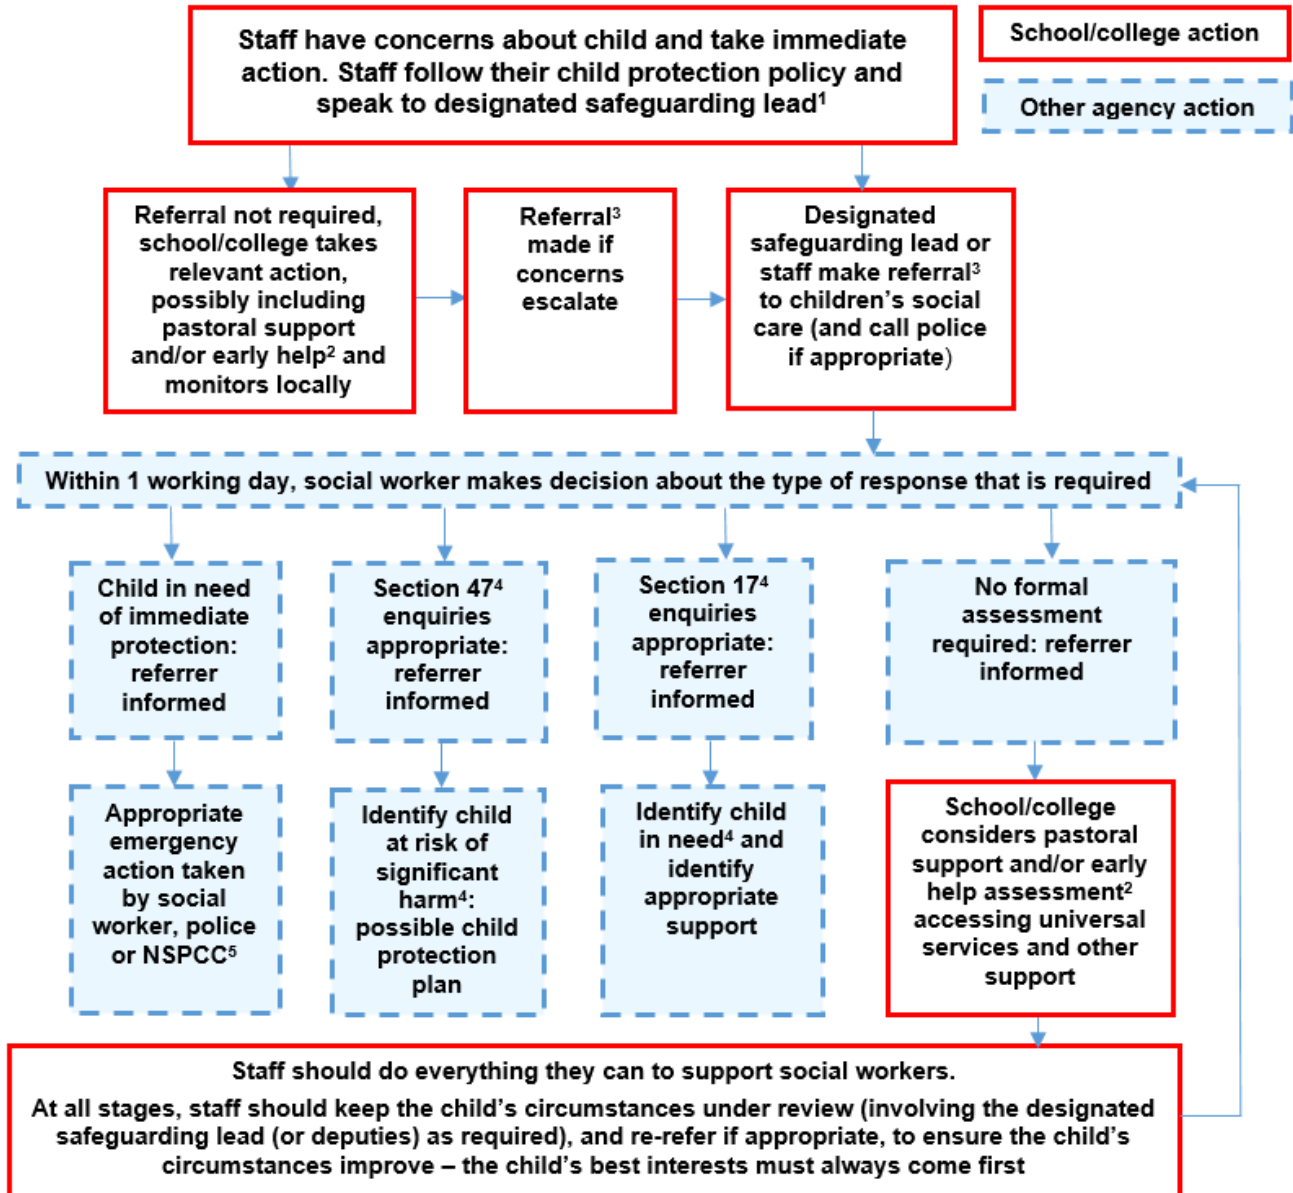 Staff have concerns about child and take immediate
action. Staff follow their child protection policy and
speak to designated safeguarding lead¹
School/college action
Other agency action
Referral not required,
school/college takes
relevant action,
possibly including
pastoral support
and/or early help² and
monitors locally
Referral³
made if
concerns
escalate
Designated
safeguarding lead or
staff make referral³
to children’s social
care (and call police
if appropriate)
Within 1 working day, social worker makes decision about the type of response that is required
Child in need
of immediate
protection:
referrer
informed
Section 47⁴
enquiries
appropriate:
referrer
informed
Section 17⁴
enquiries
appropriate:
referrer
informed
No formal
assessment
required: referrer
informed
Appropriate
emergency
action taken
by social
worker, police
or NSPCC⁵
Identify child
at risk of
significant
harm⁴:
possible child
protection
plan
Identify child
in need⁴ and
identify
appropriate
support
School/college
considers pastoral
support and/or early
help assessment²
accessing universal
services and other
support
Staff should do everything they can to support social workers.
At all stages, staff should keep the child’s circumstances under review (involving the designated
safeguarding lead (or deputies) as required), and re-refer if appropriate, to ensure the child’s
circumstances improve – the child’s best interests must always come first